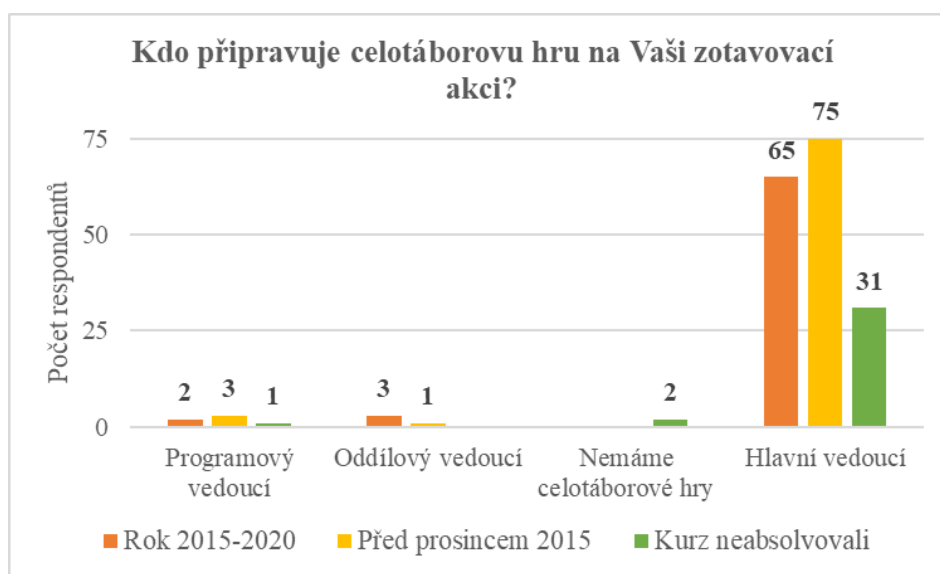 Kdo připravuje celotáborovu hru na Vaši zotavovací
akci?
Počet respondentů
75
50
25
0
2
3
1
3
1
2
65
75
31
Programový
vedoucí
Oddílový vedoucí
Nemáme
celotáborové hry
Hlavní vedoucí
Rok 2015-2020
Před prosincem 2015
Kurz neabsolvovali